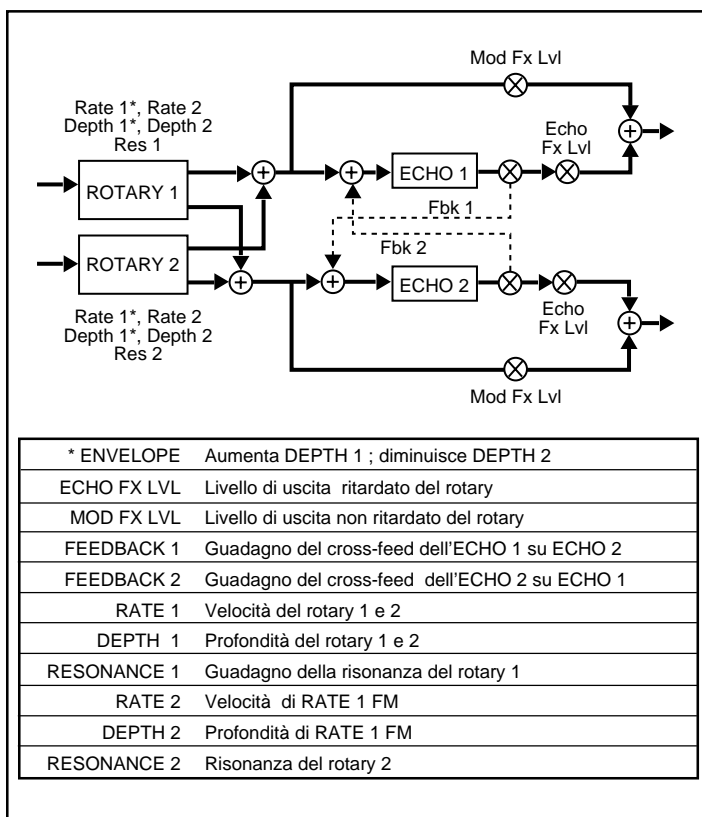 Mod Fx Lvl
Rate 1*, Rate 2
Depth 1*, Depth 2
Res 1
Echo
Fx Lvl
ROTARY 1
ECHO 1
Fbk 1
Fbk 2
ROTARY 2
ECHO 2
Rate 1*, Rate 2
Depth 1*, Depth 2
Res 2
Echo
Fx Lvl
Mod Fx Lvl
* ENVELOPE Aumenta DEPTH 1 ; diminuisce DEPTH 2
ECHO FX LVL Livello di uscita ritardato del rotary
MOD FX LVL Livello di uscita non ritardato del rotary
FEEDBACK 1 Guadagno del cross-feed dell'ECHO 1 su ECHO 2
FEEDBACK 2 Guadagno del cross-feed dell'ECHO 2 su ECHO 1
RATE 1 Velocità del rotary 1 e 2
DEPTH 1 Profondità del rotary 1 e 2
RESONANCE 1 Guadagno della risonanza del rotary 1
RATE 2 Velocità di RATE 1 FM
DEPTH 2 Profondità di RATE 1 FM
RESONANCE 2 Risonanza del rotary 2